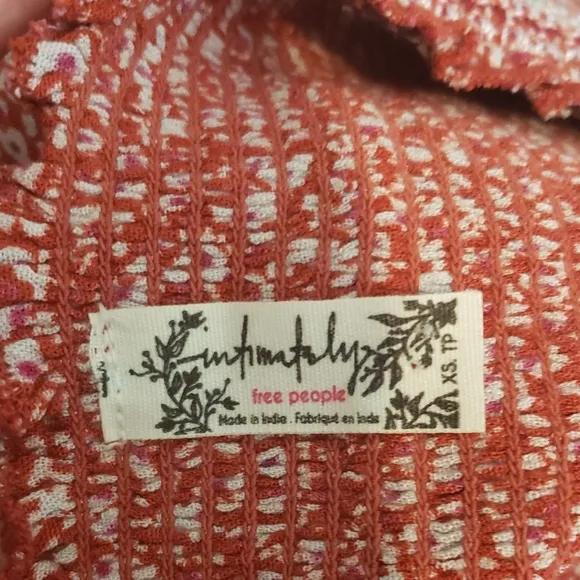 intimately
free people
Made in India . Fabriqué en Inde
XS. TP